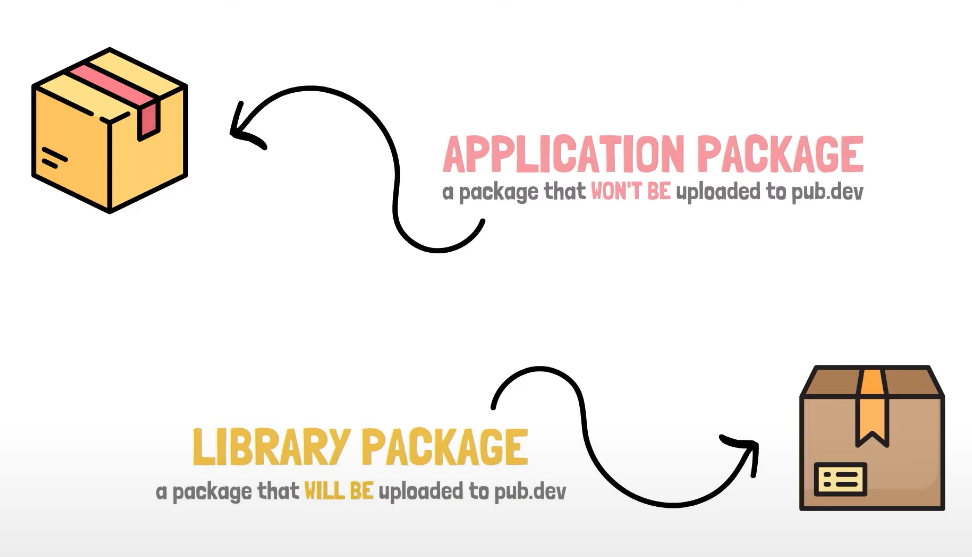 APPLICATION PACKAGE
a package that WON'T BE uploaded to pub.dev
LIBRARY PACKAGE
a package that WILL BE uploaded to pub.dev